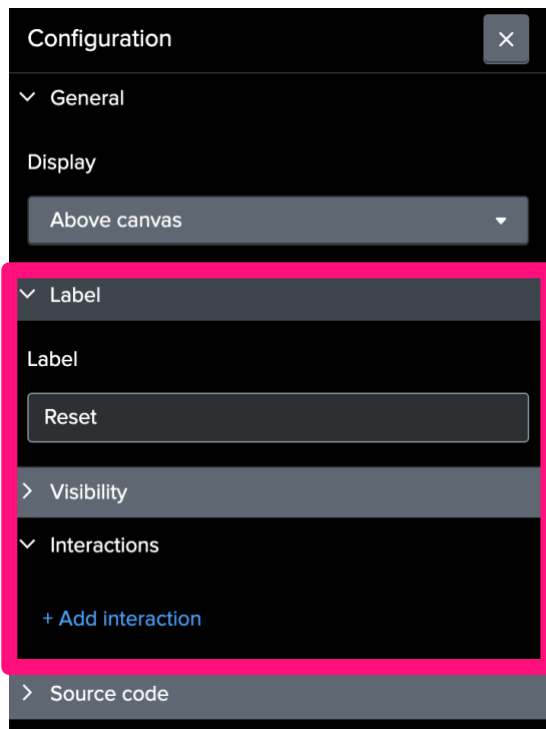 Configuration
General
Display
Above canvas
Label
Label
Reset
Visibility
Interactions
+ Add interaction
Source code